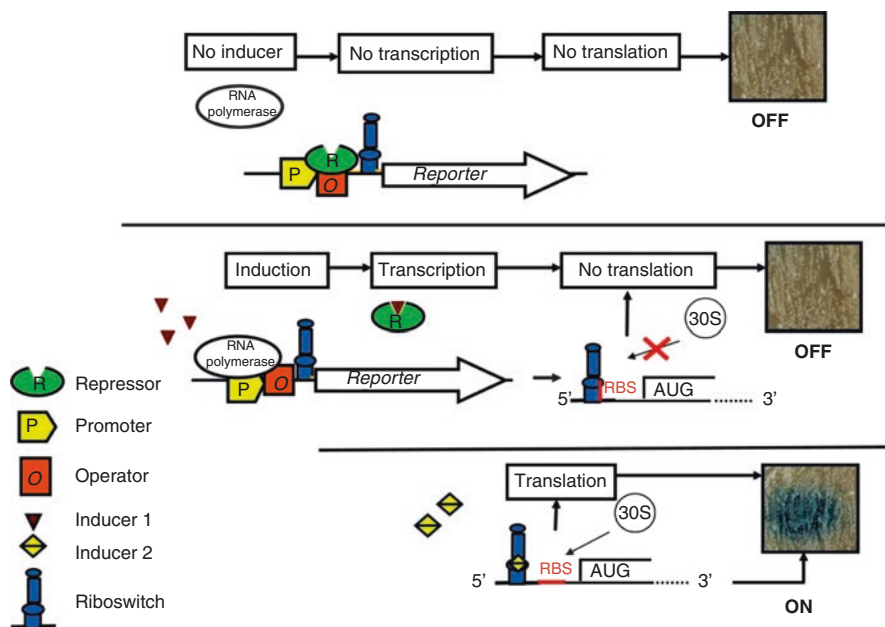 No inducer
No transcription
No translation
RNA
polymerase
OFF
P
R
O
Reporter
Induction
Transcription
No translation
R
30S
RNA
polymerase
OFF
P
O
Reporter
RBS
AUG
5’
3’
R
Repressor
P
Promoter
O
Operator
Inducer 1
Inducer 2
Riboswitch
Translation
30S
RBS
AUG
5’
3’
ON